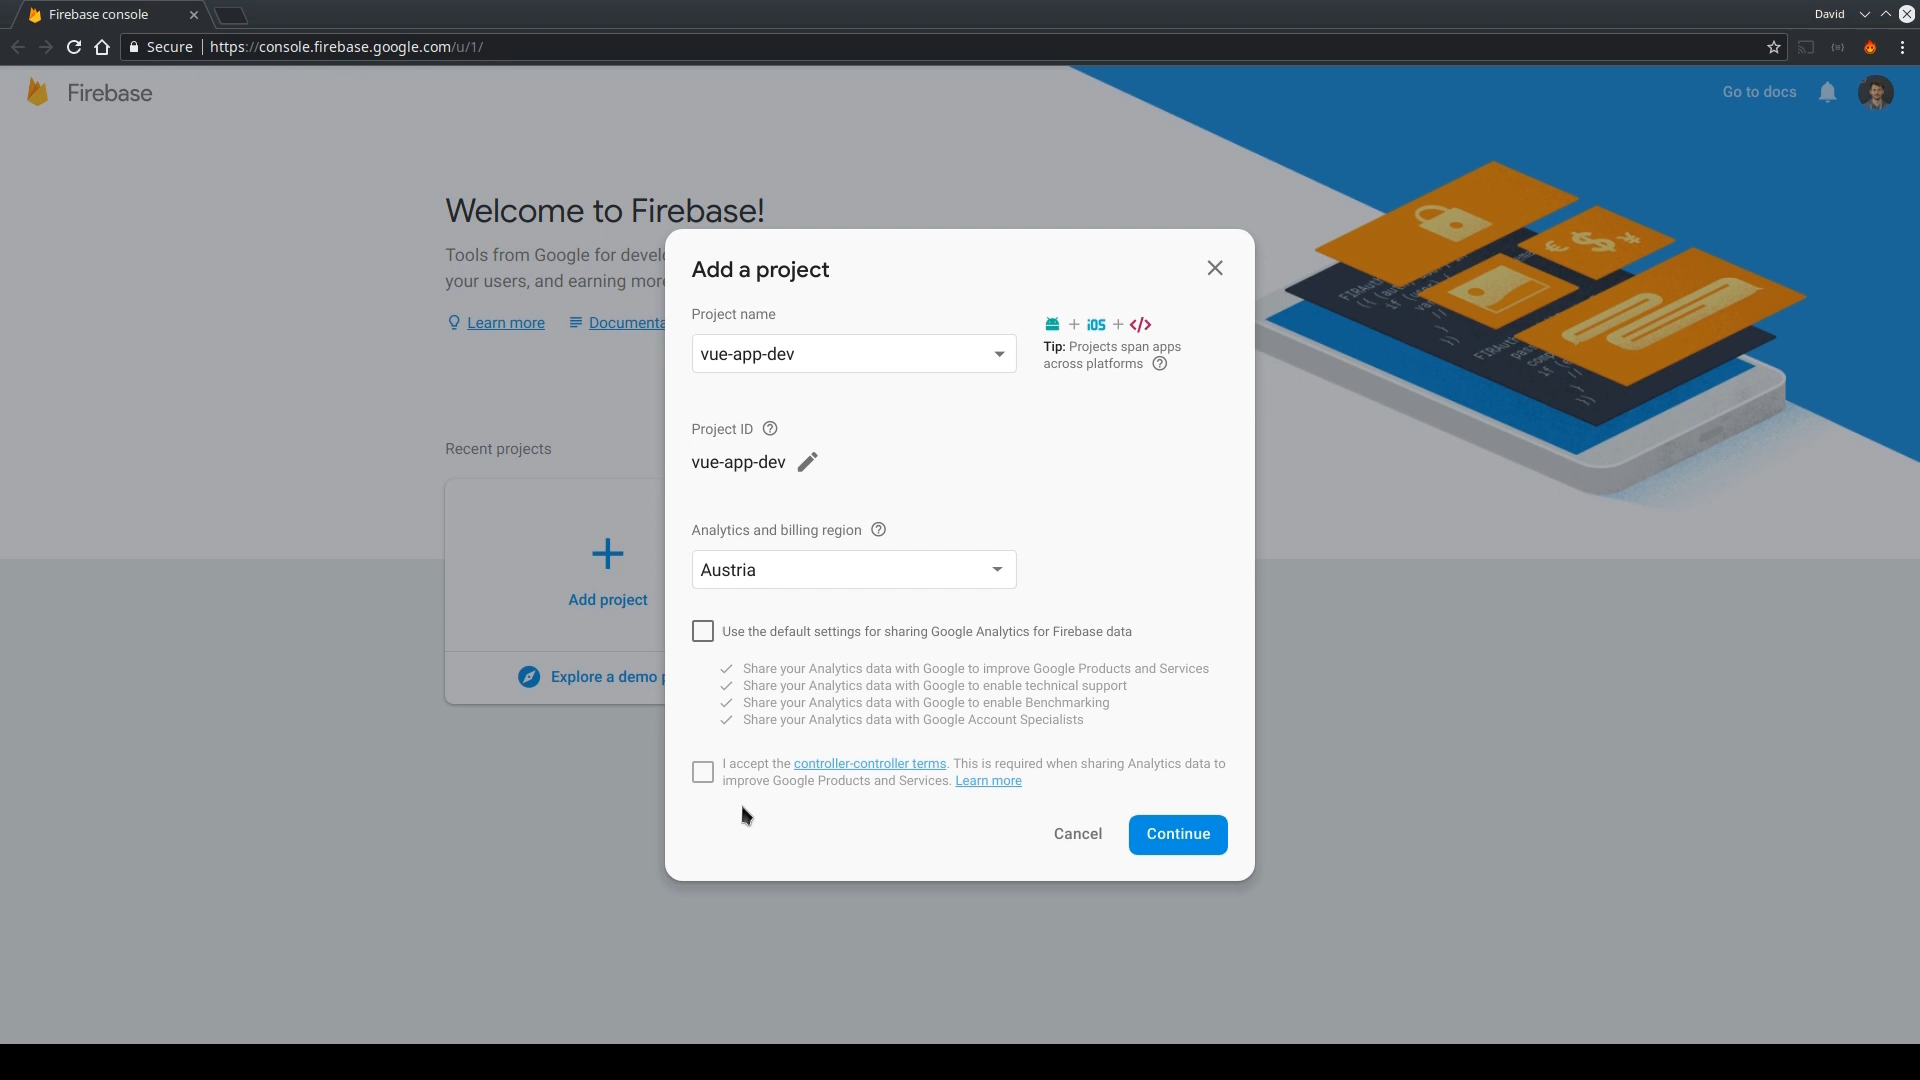 Firebase console
David
Secure
https://console.firebase.google.com/u/1/
Firebase
Go to docs
Welcome to Firebase!
Tools from Google for devel
your users, and earning more
Learn more
Documenta
Recent projects
Add project
Explore a demo p
Add a project
Project name
vue-app-dev
+ iOS + </>
Tip: Projects span apps
across platforms
Project ID
vue-app-dev
Analytics and billing region
Austria
Use the default settings for sharing Google Analytics for Firebase data
Share your Analytics data with Google to improve Google Products and Services
Share your Analytics data with Google to enable technical support
Share your Analytics data with Google to enable Benchmarking
Share your Analytics data with Google Account Specialists
I accept the controller-controller terms. This is required when sharing Analytics data to
improve Google Products and Services. Learn more
Cancel
Continue